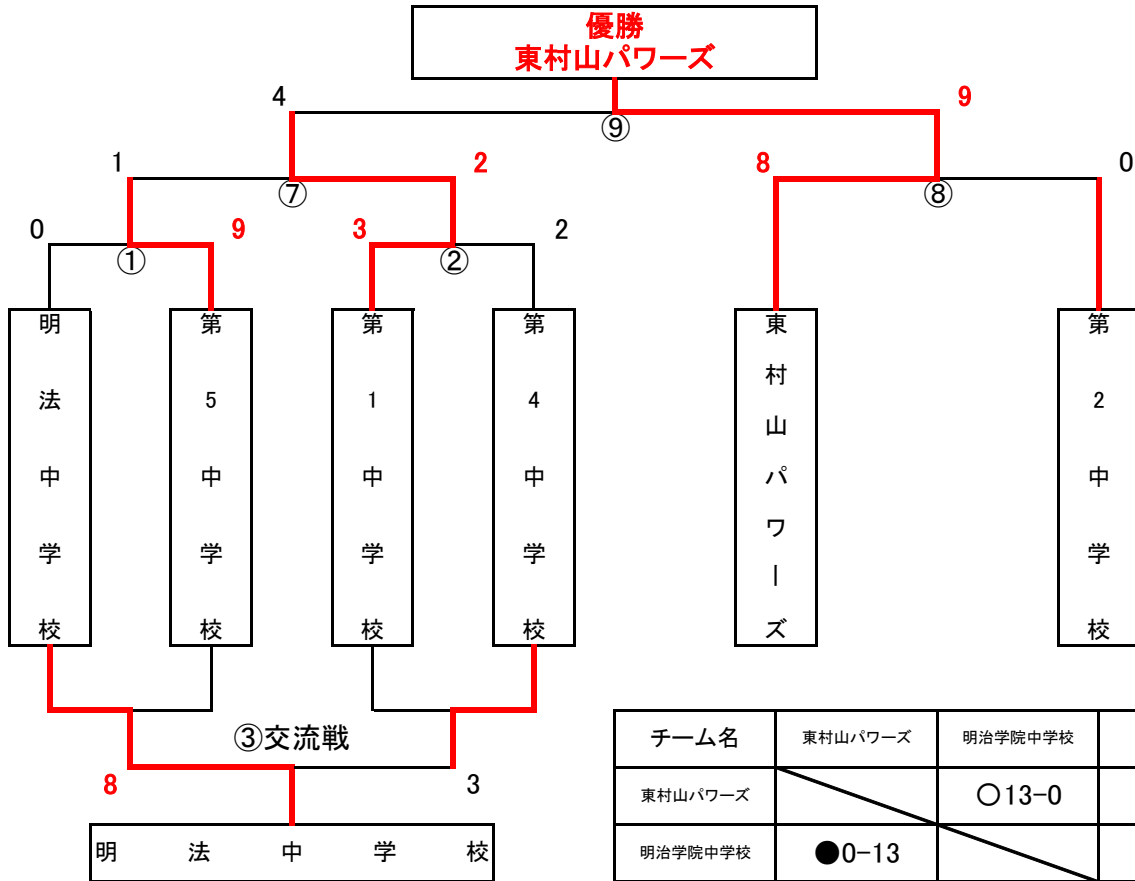 優勝
東村山パワーズ
4
9
⑨
1
2
8
0
⑦
⑧
0
9
3
2
①
②
明法中学校
第5中学校
第1中学校
第4中学校
東村山パワーズ
第2中学校
③交流戦
8
3
明法中学校
チーム名 東村山パワーズ 明治学院中学校
東村山パワーズ ○13-0
明治学院中学校 ●0-13